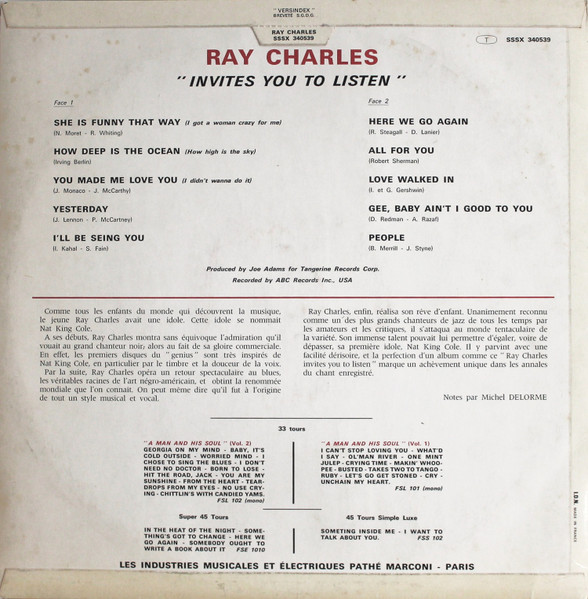 " VERSINDEX "
BREVETÉ S.G.D.G.
RAY CHARLES
SSSX 340539
T SSSX 340539
RAY CHARLES
" INVITES YOU TO LISTEN "
Face 1
SHE IS FUNNY THAT WAY (I got a woman crazy for me)
(N. Moret - R. Whiting)
HOW DEEP IS THE OCEAN (How high is the sky)
(Irving Berlin)
YOU MADE ME LOVE YOU (I didn't wanna do it)
(J. Monaco - J. McCarthy)
YESTERDAY
(J. Lennon - P. McCartney)
I'LL BE SEING YOU
(I. Kahal - S. Fain)
Face 2
HERE WE GO AGAIN
(R. Steagall - D. Lanier)
ALL FOR YOU
(Robert Sherman)
LOVE WALKED IN
(I. et G. Gershwin)
GEE, BABY AIN'T I GOOD TO YOU
(D. Redman - A. Razaf)
PEOPLE
(B. Merrill - J. Styne)
Produced by Joe Adams for Tangerine Records Corp.
Recorded by ABC Records Inc., USA
Comme tous les enfants du monde qui découvrent la musique,
le jeune Ray Charles avait une idole. Cette idole se nommait
Nat King Cole.
A ses débuts, Ray Charles montra sans équivoque l'admiration qu'il
vouait au grand chanteur noir, alors au fait de sa gloire commerciale.
En effet, les premiers disques du " genius " sont très inspirés de
Nat King Cole, en particulier par le timbre et la douceur de la voix.
Par la suite, Ray Charles opéra un retour spectaculaire au blues,
les véritables racines de l'art négro-américain, et obtint la renommée
mondiale que l'on connait. On peut même dire qu'il fut à l'origine
de tout un style musical et vocal.
Ray Charles, enfin, réalisa son rêve d'enfant. Unanimement reconnu
comme un des plus grands chanteurs de jazz de tous les temps par
les amateurs et les critiques, il s'attaqua au monde tentaculaire de la
variété. Son immense talent pouvait lui permettre d'égaler, voire de
dépasser, sa première idole, Nat King Cole. Il y parvint avec une
facilité dérisoire, et la perfection d'un album comme ce " Ray Charles
invites you to listen " marque un achèvement unique dans les annales
du chant enregistré.
Notes par Michel DELORME
33 tours
"A MAN AND HIS SOUL" (Vol. 2)
GEORGIA ON MY MIND - BABY, IT'S
COLD OUTSIDE - WORRIED MIND - I
CHOSE TO SING THE BLUES - I DON'T
NEED NO DOCTOR - BORN TO LOSE -
HIT THE ROAD, JACK - YOU ARE MY
SUNSHINE - FROM THE HEART - TEAR-
DROPS FROM MY EYES - NO USE CRY-
ING - CHITTLIN'S WITH CANDIED YAMS.
FSL 102 (mono)
"A MAN AND HIS SOUL" (Vol. 1)
I CAN'T STOP LOVING YOU - WHAT'D
I SAY - OL'MAN RIVER - ONE MINT
JULEP - CRYING TIME - MAKIN' WHOO-
PEE - BUSTED - TAKES TWO TO TANGO -
RUBY - LET'S GO GET STONED - CRY -
UNCHAIN MY HEART.
FSL 101 (mono)
Super 45 Tours
IN THE HEAT OF THE NIGHT - SOME-
THING'S GOT TO CHANGE - HERE WE
GO AGAIN - SOMEBODY OUGHT TO
WRITE A BOOK ABOUT IT FSE 1010
45 Tours Simple Luxe
SOMETING INSIDE ME - I WANT TO
TALK ABOUT YOU. FSS 102
LES INDUSTRIES MUSICALES ET ÉLECTRIQUES PATHÉ MARCONI - PARIS
I.D.N. MADE IN FRANCE